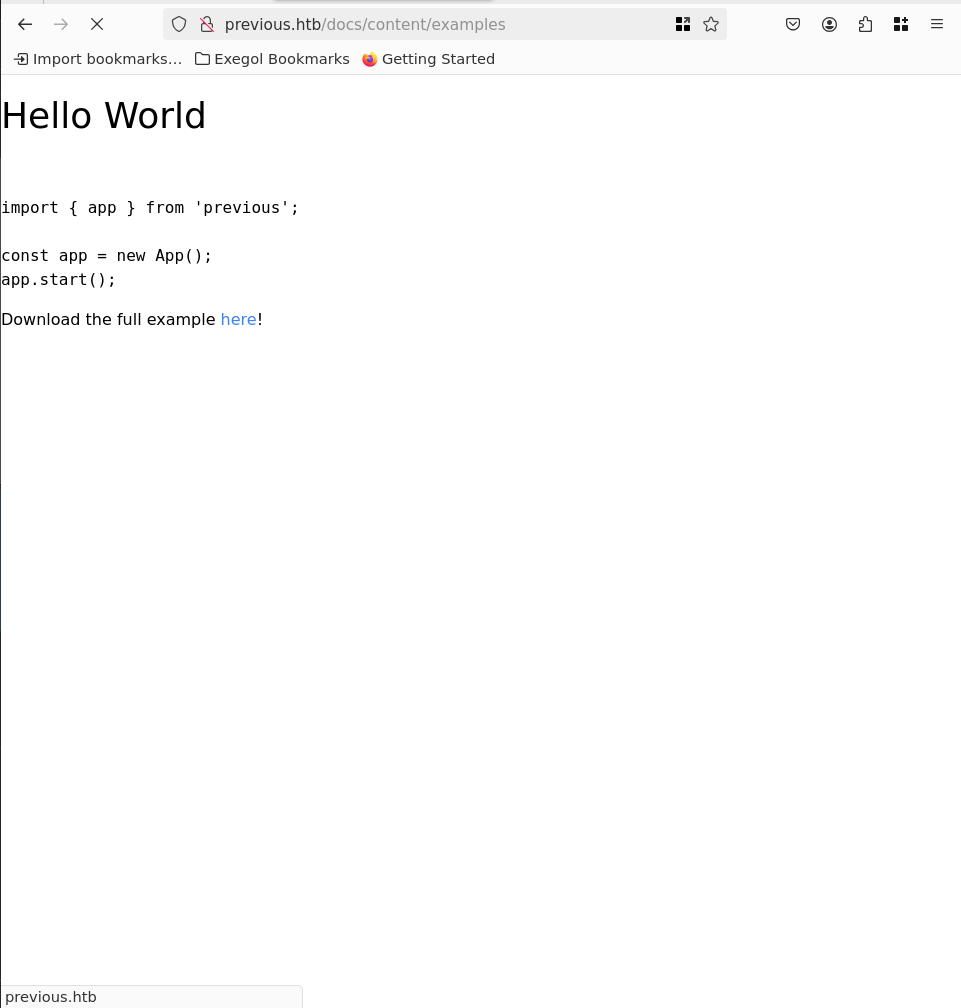 previous.htb/docs/content/examples
Import bookmarks… Exegol Bookmarks Getting Started
Hello World
import { app } from 'previous';
const app = new App();
app.start();
Download the full example here!
previous.htb